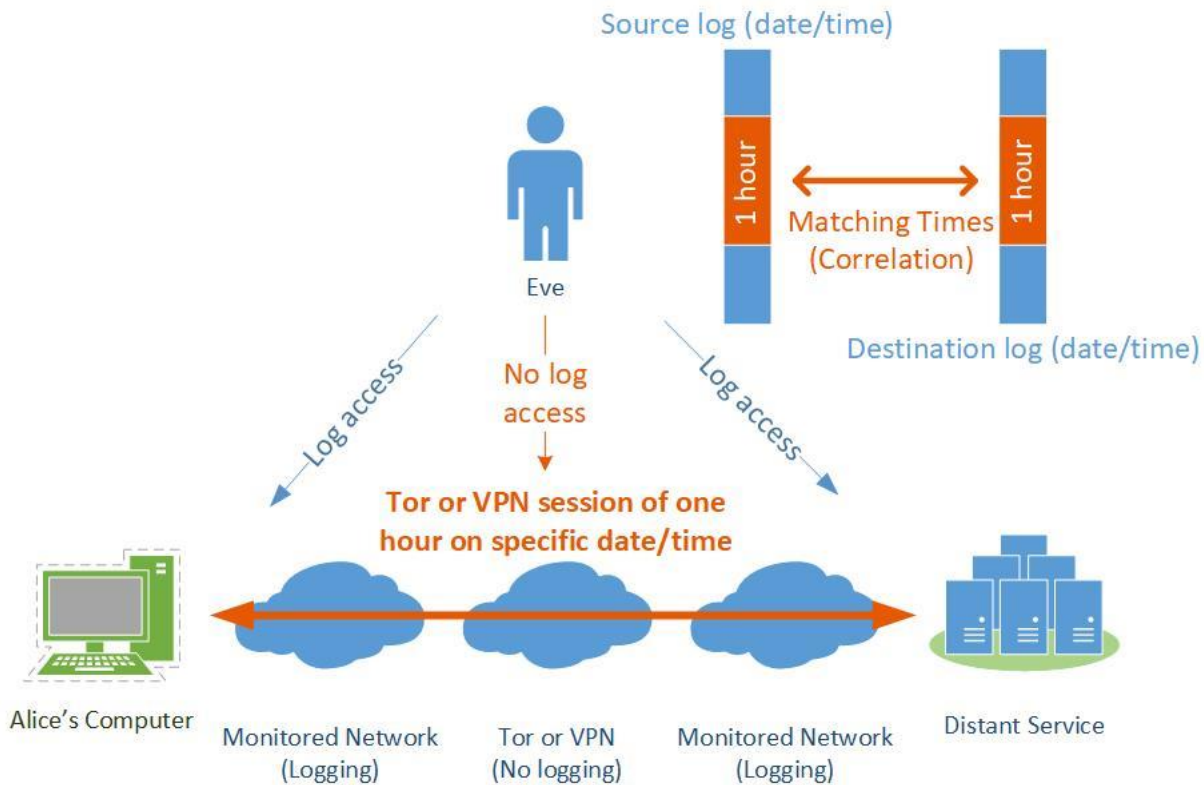 Source log (date/time)
1 hour
1 hour
Matching Times
(Correlation)
Destination log (date/time)
Eve
Log access
No log
access
Log access
Tor or VPN session of one
hour on specific date/time
Alice’s Computer
Monitored Network
(Logging)
Tor or VPN
(No logging)
Monitored Network
(Logging)
Distant Service